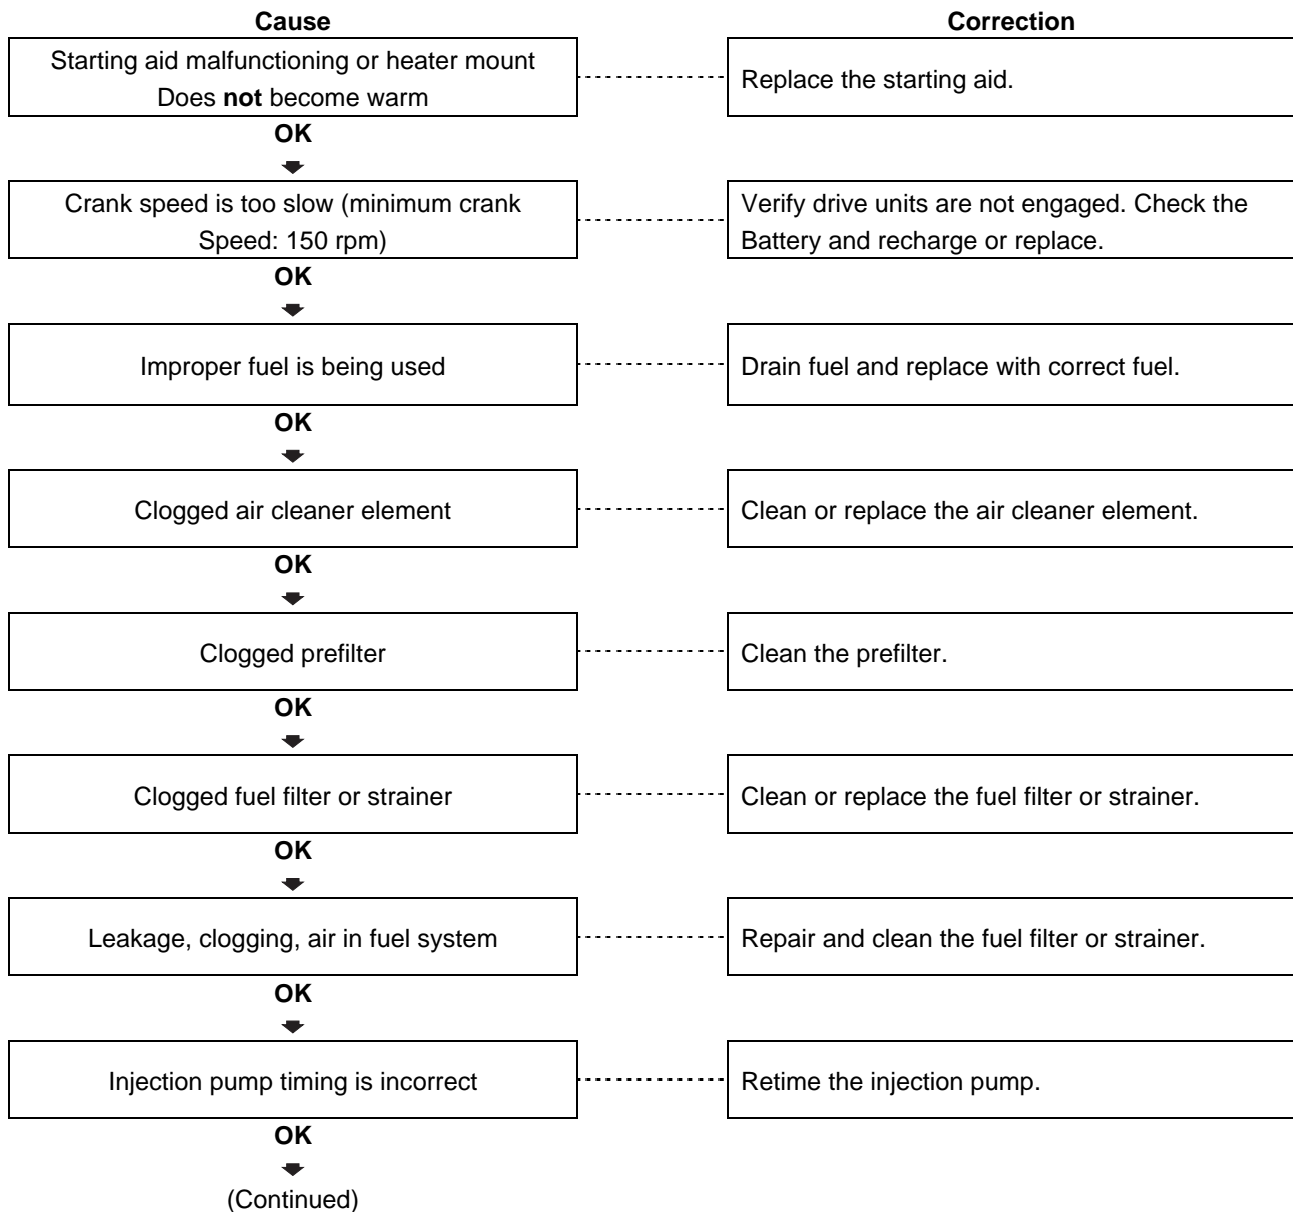 Cause
Correction
Starting aid malfunctioning or heater mount
Does not become warm
Replace the starting aid.
OK
Crank speed is too slow (minimum crank
Speed: 150 rpm)
Verify drive units are not engaged. Check the
Battery and recharge or replace.
OK
Improper fuel is being used
Drain fuel and replace with correct fuel.
OK
Clogged air cleaner element
Clean or replace the air cleaner element.
OK
Clogged prefilter
Clean the prefilter.
OK
Clogged fuel filter or strainer
Clean or replace the fuel filter or strainer.
OK
Leakage, clogging, air in fuel system
Repair and clean the fuel filter or strainer.
OK
Injection pump timing is incorrect
Retime the injection pump.
OK
(Continued)